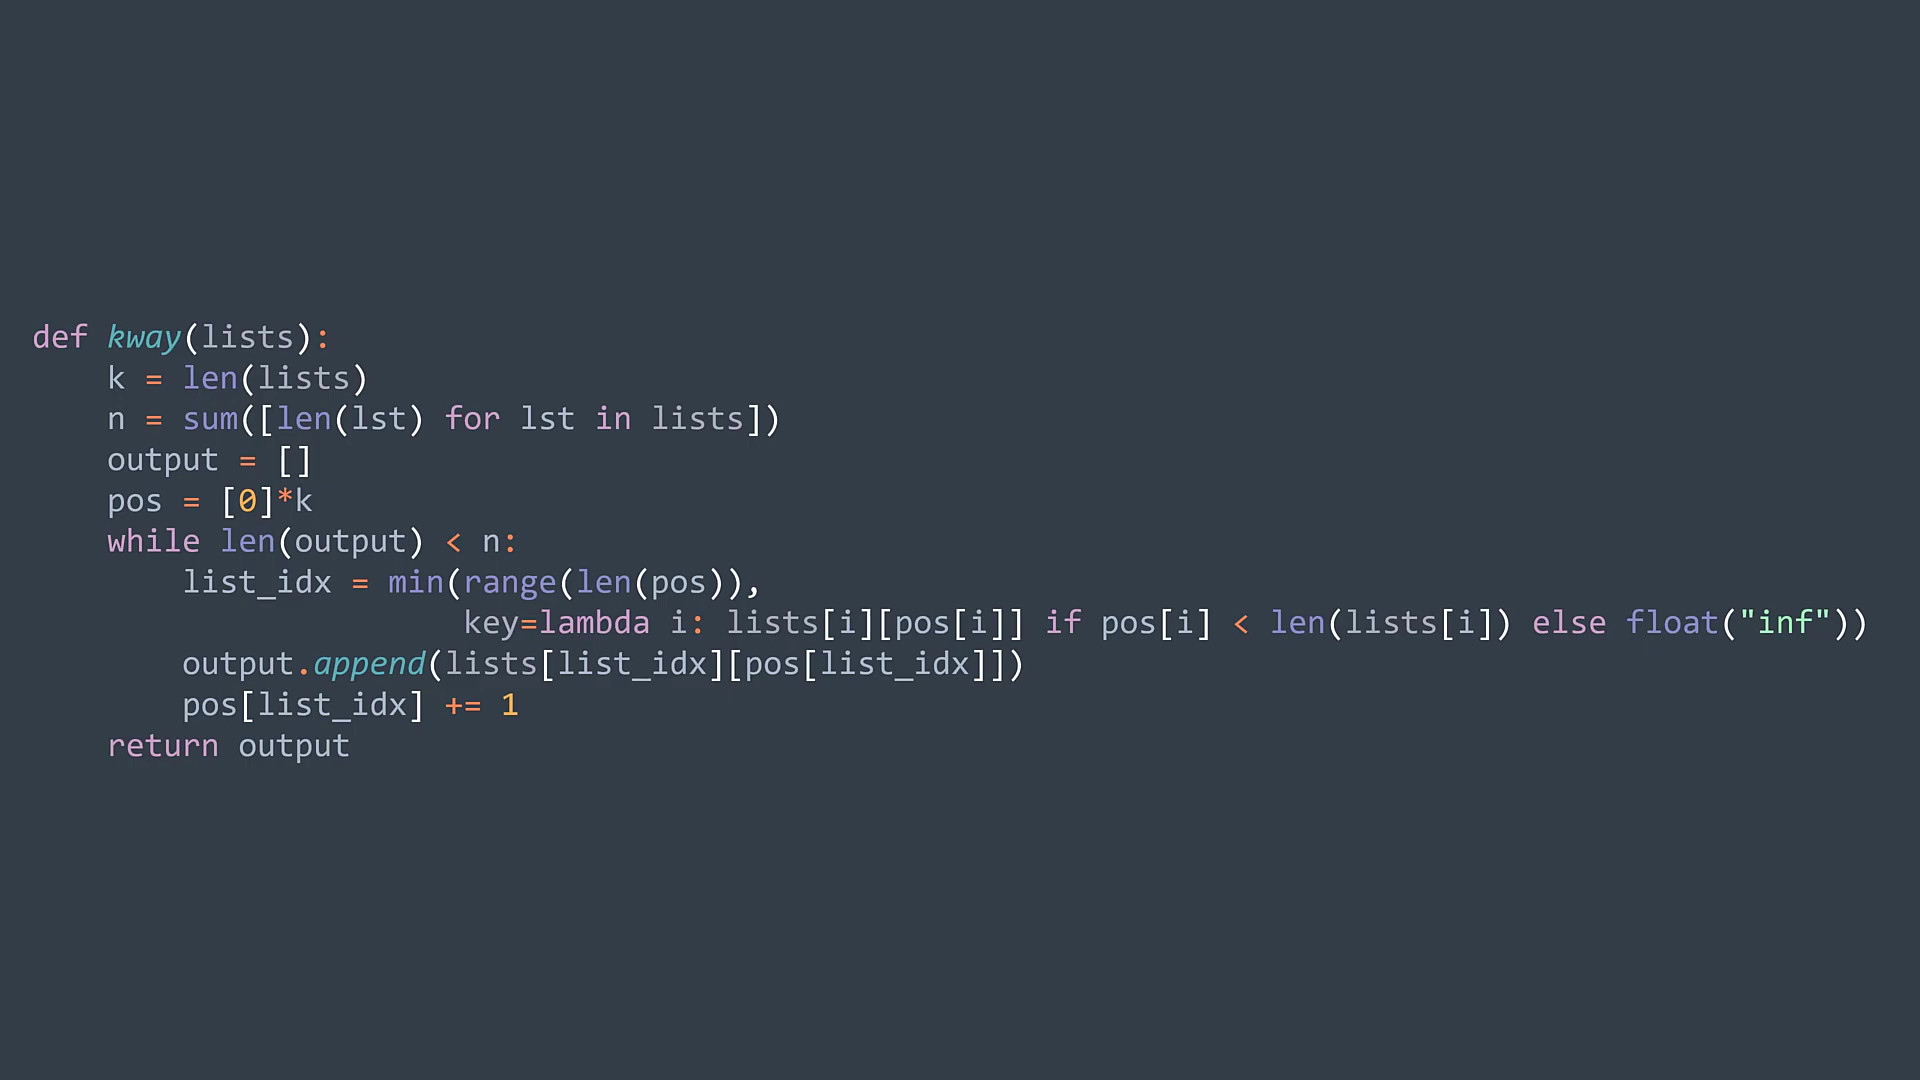 def kway(lists):
    k = len(lists)
    n = sum([len(lst) for lst in lists])
    output = []
    pos = [0]*k
    while len(output) < n:
        list_idx = min(range(len(pos)),
                       key=lambda i: lists[i][pos[i]] if pos[i] < len(lists[i]) else float("inf"))
        output.append(lists[list_idx][pos[list_idx]])
        pos[list_idx] += 1
    return output